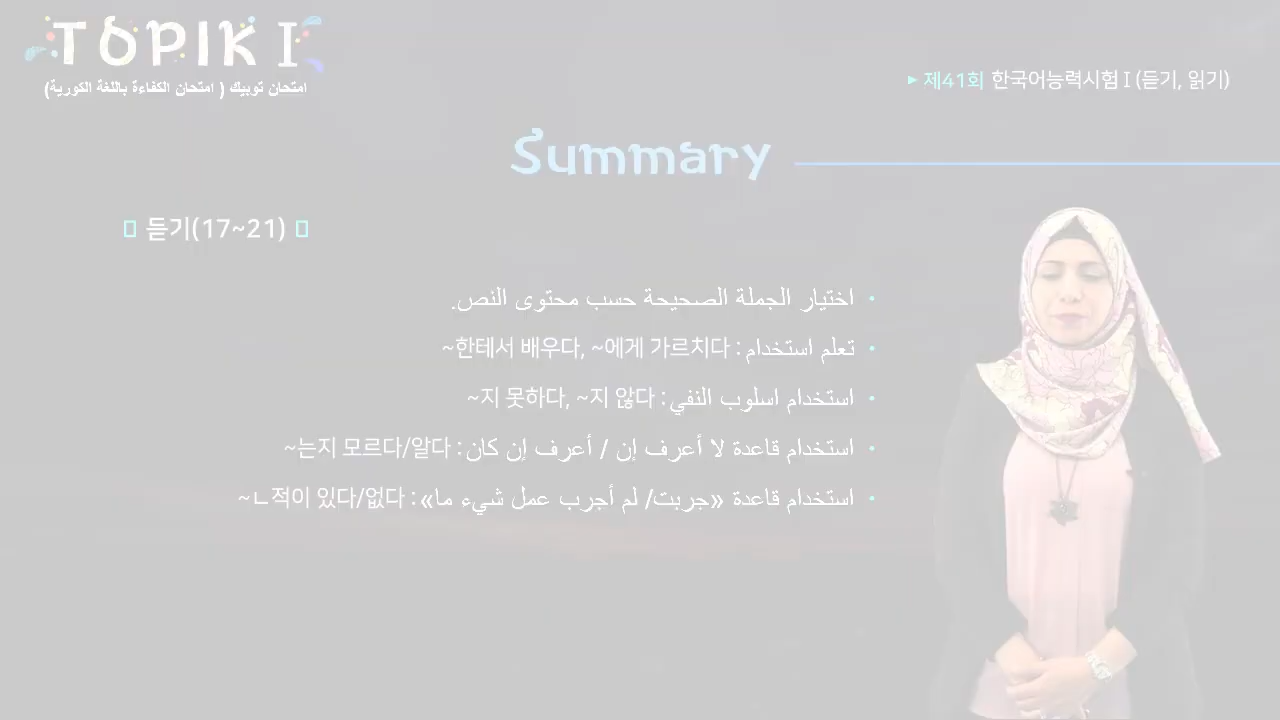 TOPIK I
امتحان توبيك ( امتحان الكفاءة باللغة الكورية)
▶ 제41회 한국어능력시험 I (듣기, 읽기)
Summary
듣기(17~21)
• اختيار الجملة الصحيحة حسب محتوى النص.
• تعلم استخدام : ~한테서 배우다, ~에게 가르치다
• استخدام اسلوب النفي : ~지 못하다, ~지 않다
• استخدام قاعدة لا أعرف إن / أعرف إن كان : ~는지 모르다/알다
• استخدام قاعدة «جربت/ لم أجرب عمل شيء ما» : ~ㄴ적이 있다/없다